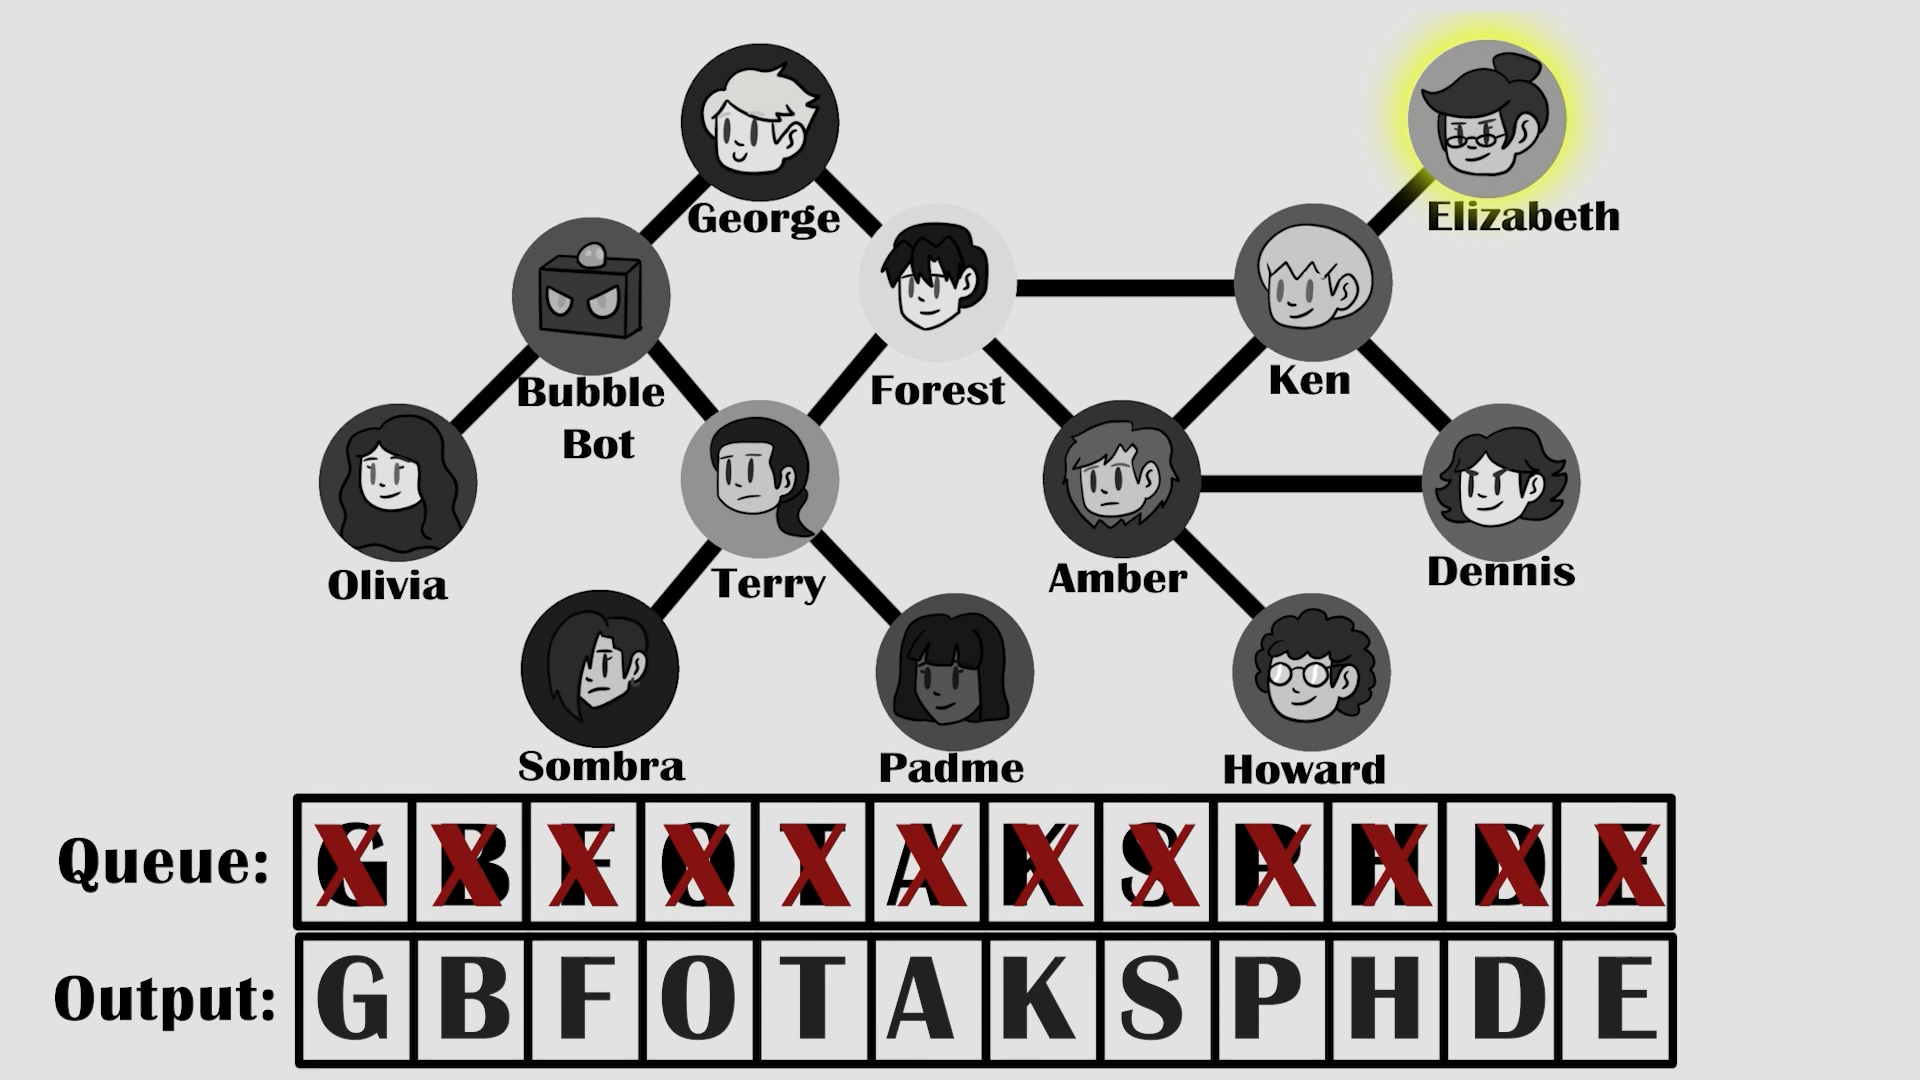 George
Elizabeth
Bubble
Bot
Forest
Ken
Olivia
Terry
Amber
Dennis
Sombra
Padme
Howard
Queue: G B F O T A K S P H D E
Output: G B F O T A K S P H D E